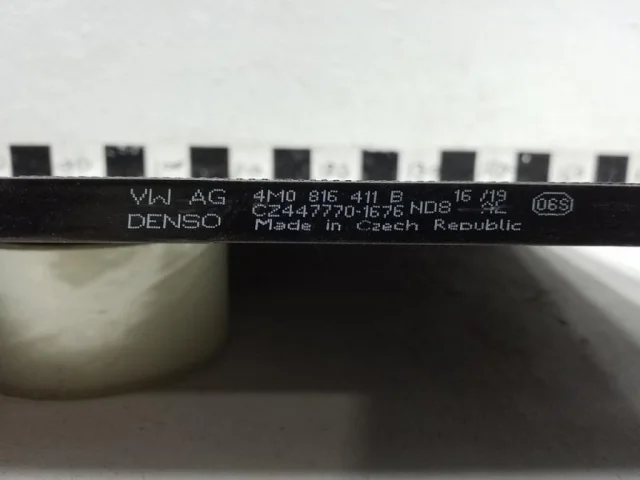 VW AG 4M0 816 411 B 16/19
DENSO CZ447770-1676 ND8 06S
Made in Czech Republic